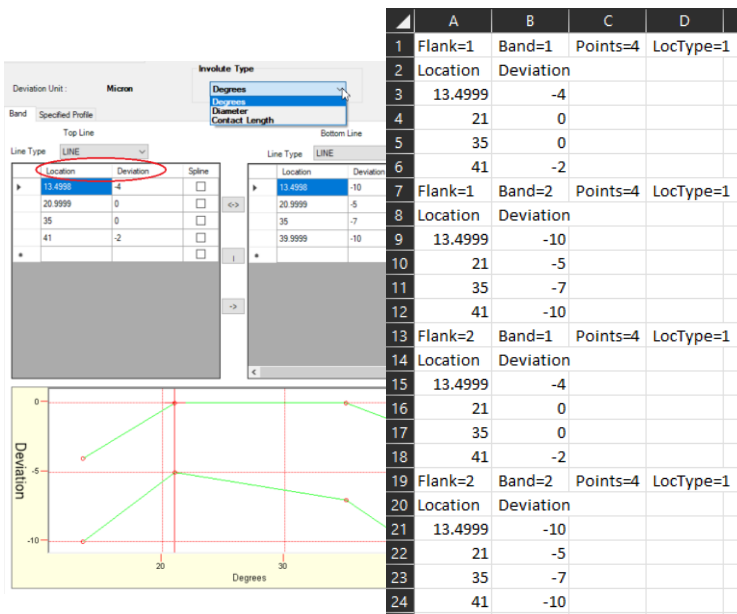 Involute Type
Deviation Unit : Micron Degrees
Degrees
Diameter
Contact Length
Band Specified Profile
Top Line Bottom Line
Line Type LINE Line Type LINE
Location Deviation Spline Location Deviation
13.4998 -4 13.4998 -10
20.9999 0 <-> 20.9999 -5
35 0 35 -7
41 -2 39.9999 -10
* *
|
->
<
0
-5
-10
Deviation
20 30
Degrees
A B C D
1 Flank=1 Band=1 Points=4 LocType=1
2 Location Deviation
3 13.4999 -4
4 21 0
5 35 0
6 41 -2
7 Flank=1 Band=2 Points=4 LocType=1
8 Location Deviation
9 13.4999 -10
10 21 -5
11 35 -7
12 41 -10
13 Flank=2 Band=1 Points=4 LocType=1
14 Location Deviation
15 13.4999 -4
16 21 0
17 35 0
18 41 -2
19 Flank=2 Band=2 Points=4 LocType=1
20 Location Deviation
21 13.4999 -10
22 21 -5
23 35 -7
24 41 -10